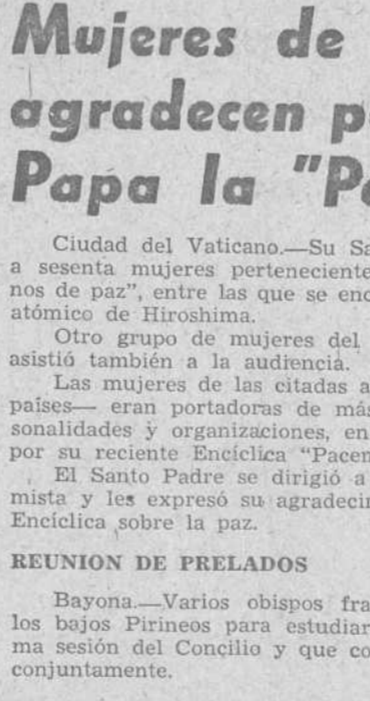 Mujeres de
agradecen p
Papa la "P
Ciudad del Vaticano.—Su Sa
a sesenta mujeres perteneciente
nos de paz”, entre las que se enc
atómico de Hiroshima.
Otro grupo de mujeres del
asistió también a la audiencia.
Las mujeres de las citadas a
países— eran portadoras de más
sonalidades y organizaciones, en
por su reciente Encíclica “Pacem
El Santo Padre se dirigió a
mista y les expresó su agradecim
Encíclica sobre la paz.
REUNION DE PRELADOS
Bayona.—Varios obispos fra
los bajos Pirineos para estudiar
ma sesión del Concilio y que co
conjuntamente.